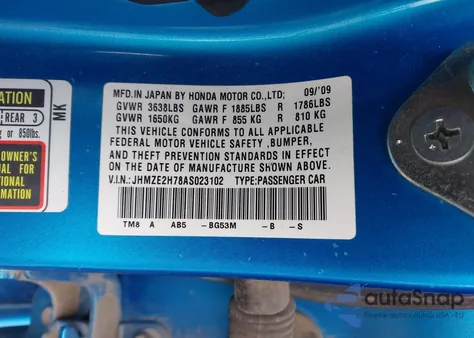 ATION
REAR 3
g or 850lbs.
OWNER'S
UAL FOR
TIONAL
MATION
MK
MFD.IN JAPAN BY HONDA MOTOR CO.,LTD; 09/'09
GVWR 3638LBS GAWR F 1885LBS R 1786LBS
GVWR 1650KG GAWR F 855 KG R 810 KG
THIS VEHICLE CONFORMS TO ALL APPLICABLE
FEDERAL MOTOR VEHICLE SAFETY ,BUMPER,
AND THEFT PREVENTION STANDARDS IN EFFECT
ON THE DATE OF MANUFACTURE SHOWN ABOVE.
V.I.N.: JHMZE2H78AS023102 TYPE:PASSENGER CAR
TM8 A AB5 -BG53M -B -S
autoSnap